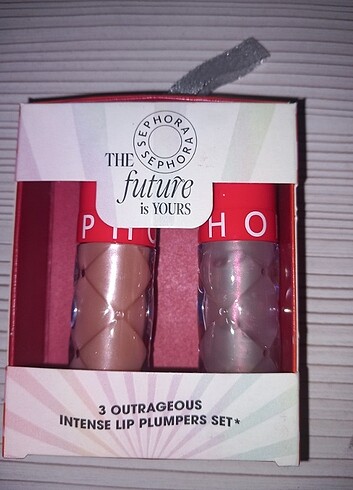 SEPHORA
SEPHORA
THE
future
is YOURS
PHO
HO
3 OUTRAGEOUS
INTENSE LIP PLUMPERS SET*